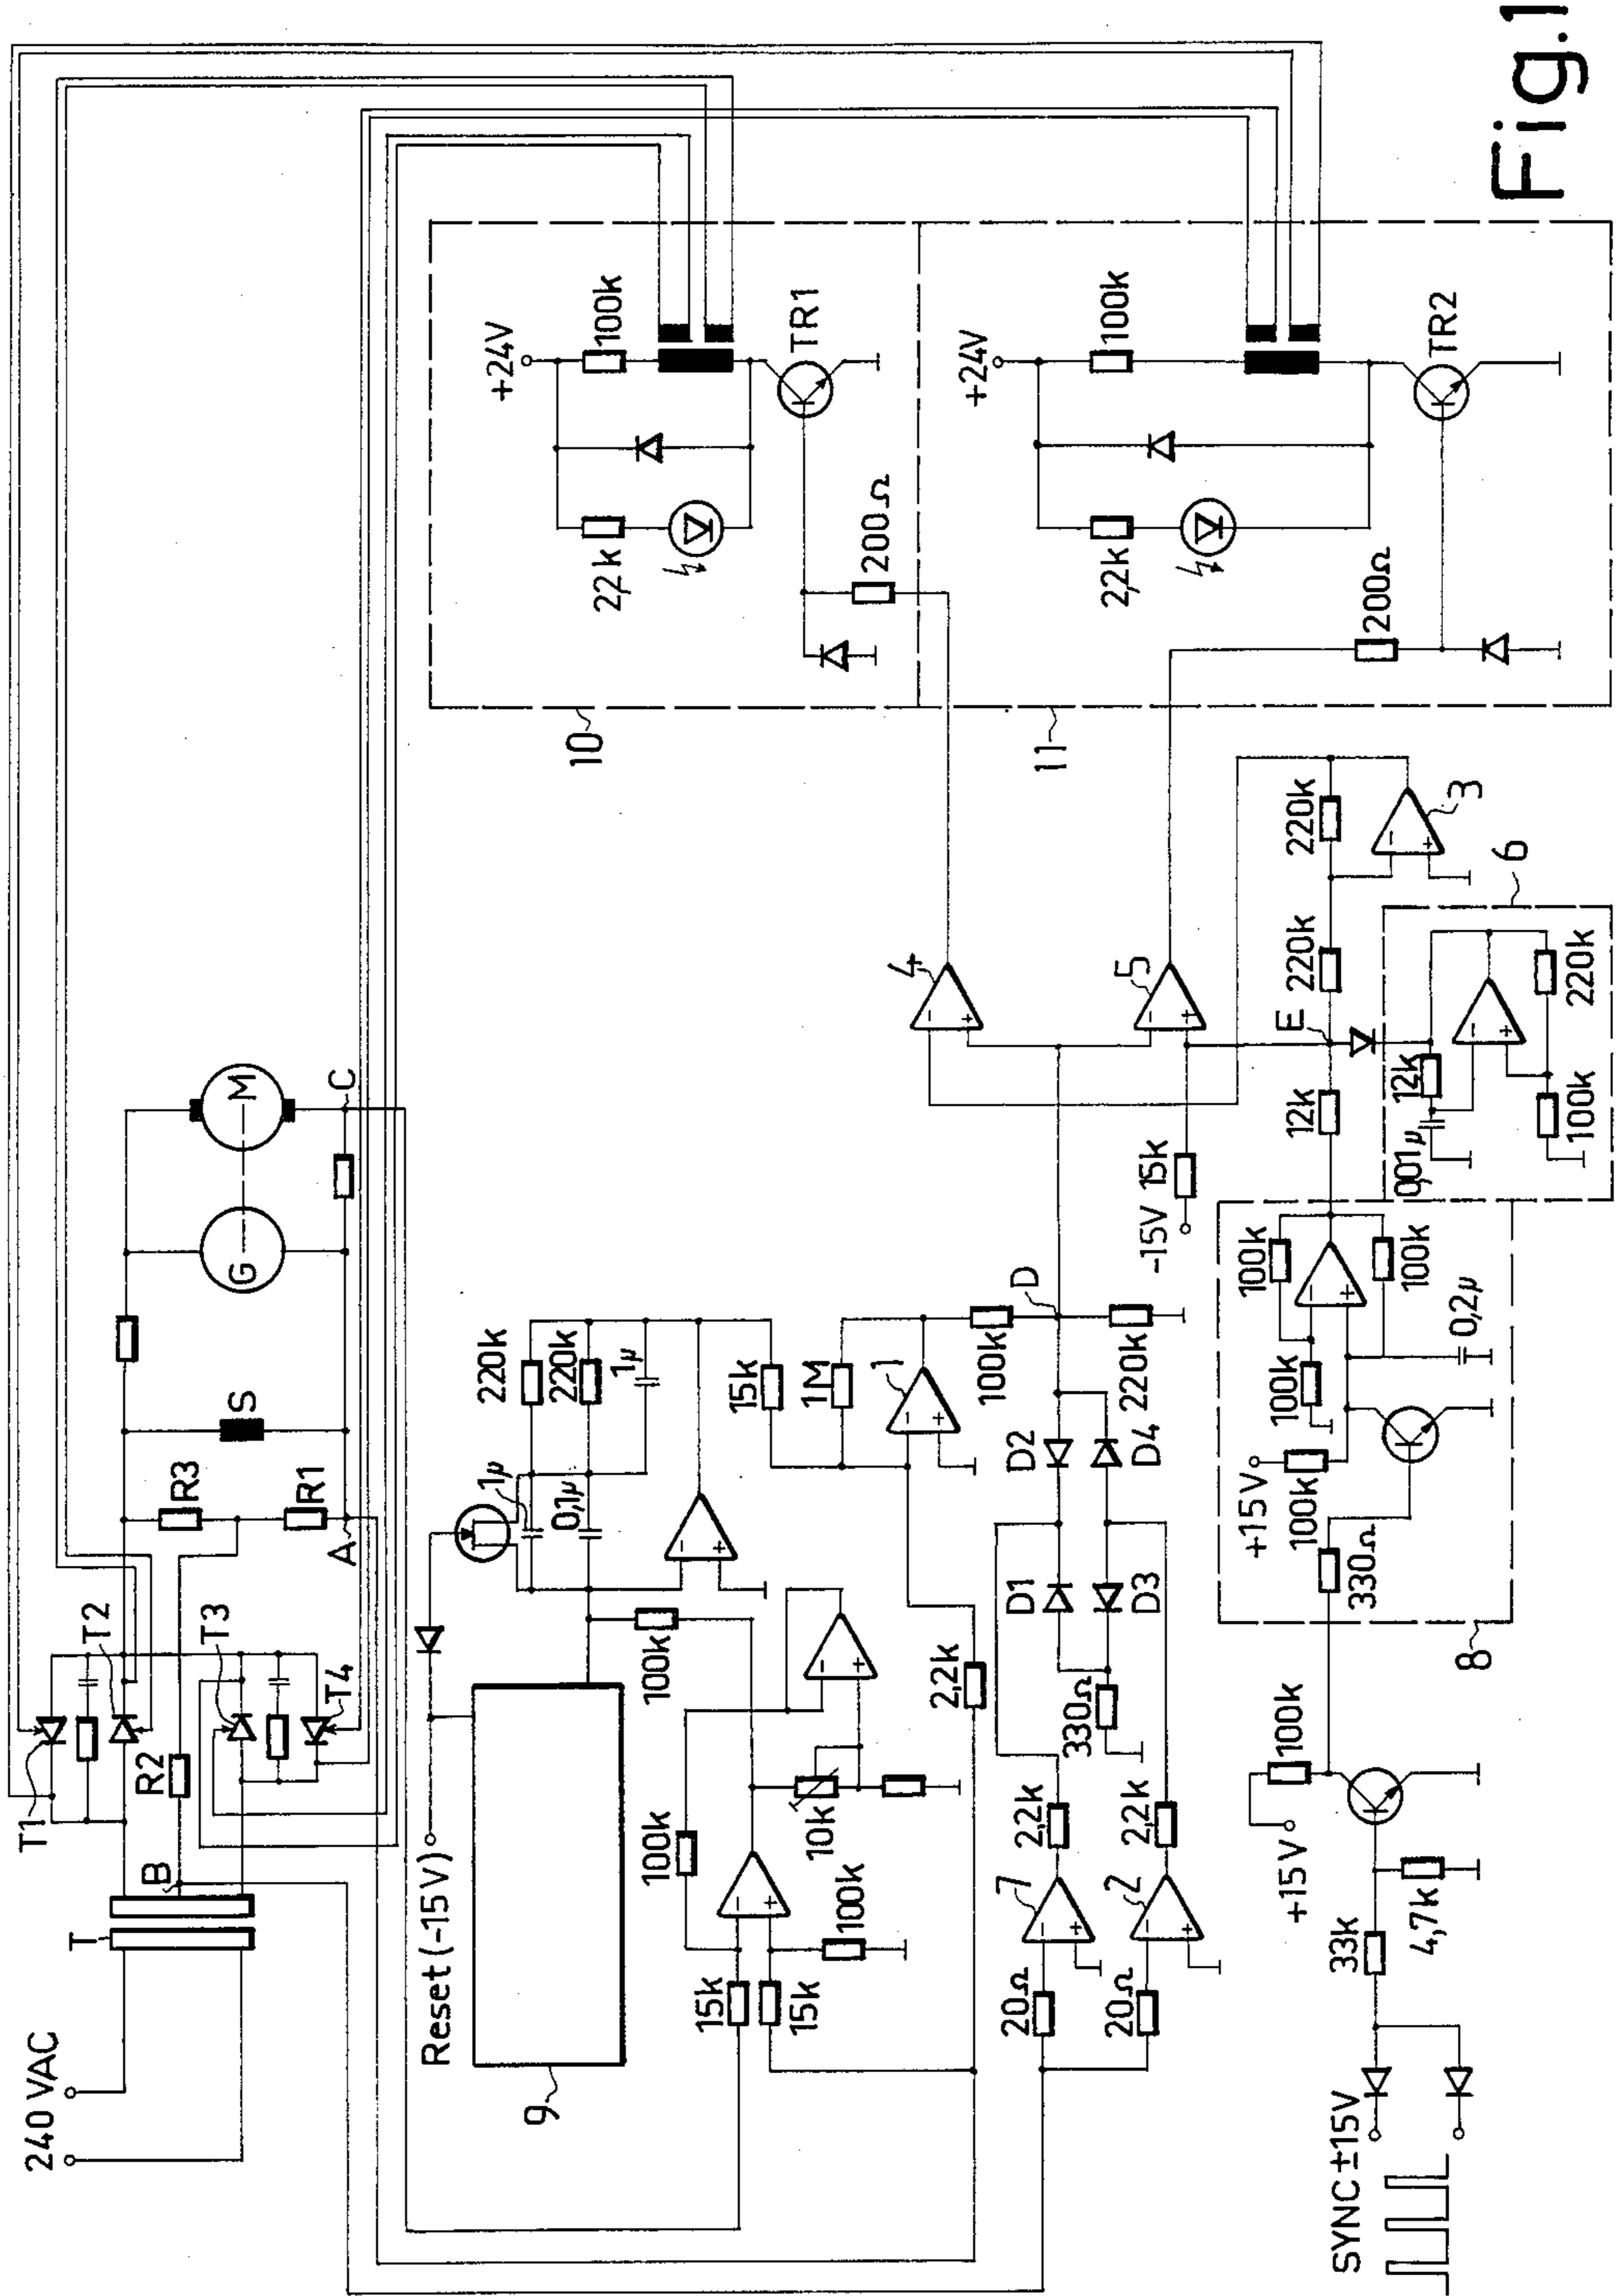 Fig.1
240 VAC
T
B
T1
T2
T3
T4
R2
R3
R1
A
S
G
M
C
Reset (-15V)
9
1µ
0,1µ
220k
220k
1µ
100k
15k
1M
1
100k
D
220k
100k
10k
15k
15k
100k
2,2k
D1
D2
D3
D4
330Ω
7
2
20Ω
20Ω
2,2k
2,2k
4
5
-15V
15k
E
12k
220k
220k
3
6
12k
0,01µ
100k
220k
10
+24V
100k
2,2k
TR1
200Ω
11
+24V
100k
2,2k
TR2
200Ω
8
+15V
100k
330Ω
100k
100k
100k
0,2µ
+15V
100k
33k
4,7k
SYNC ±15V